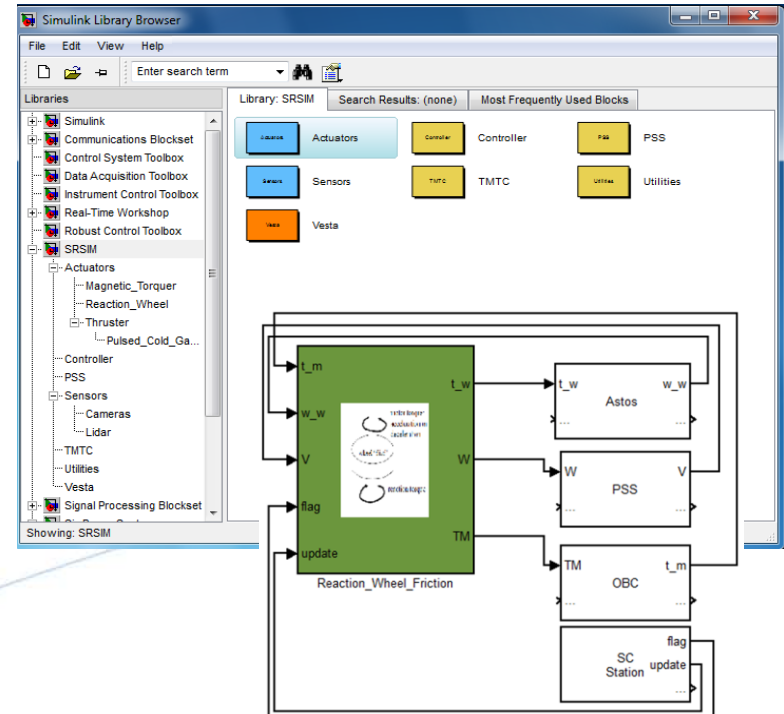 Simulink Library Browser
File Edit View Help
Enter search term
Libraries
Library: SRSIM Search Results: (none) Most Frequently Used Blocks
Simulink
Communications Blockset
Control System Toolbox
Data Acquisition Toolbox
Instrument Control Toolbox
Real-Time Workshop
Robust Control Toolbox
SRSIM
Actuators
Magnetic_Torquer
Reaction_Wheel
Thruster
Pulsed_Cold_Ga...
Controller
PSS
Sensors
Cameras
Lidar
TMTC
Utilities
Vesta
Signal Processing Blockset
Showing: SRSIM
Actuators Actuators Controller Controller PSS PSS
Sensors Sensors TMTC TMTC Utilities Utilities
Vesta Vesta
t_m
w_w
V
flag
update
t_w
W
TM
Reaction_Wheel_Friction
t_w w_w
Astos
... ...
W V
PSS
... ...
TM t_m
OBC
... ...
flag
SC
Station
update
...